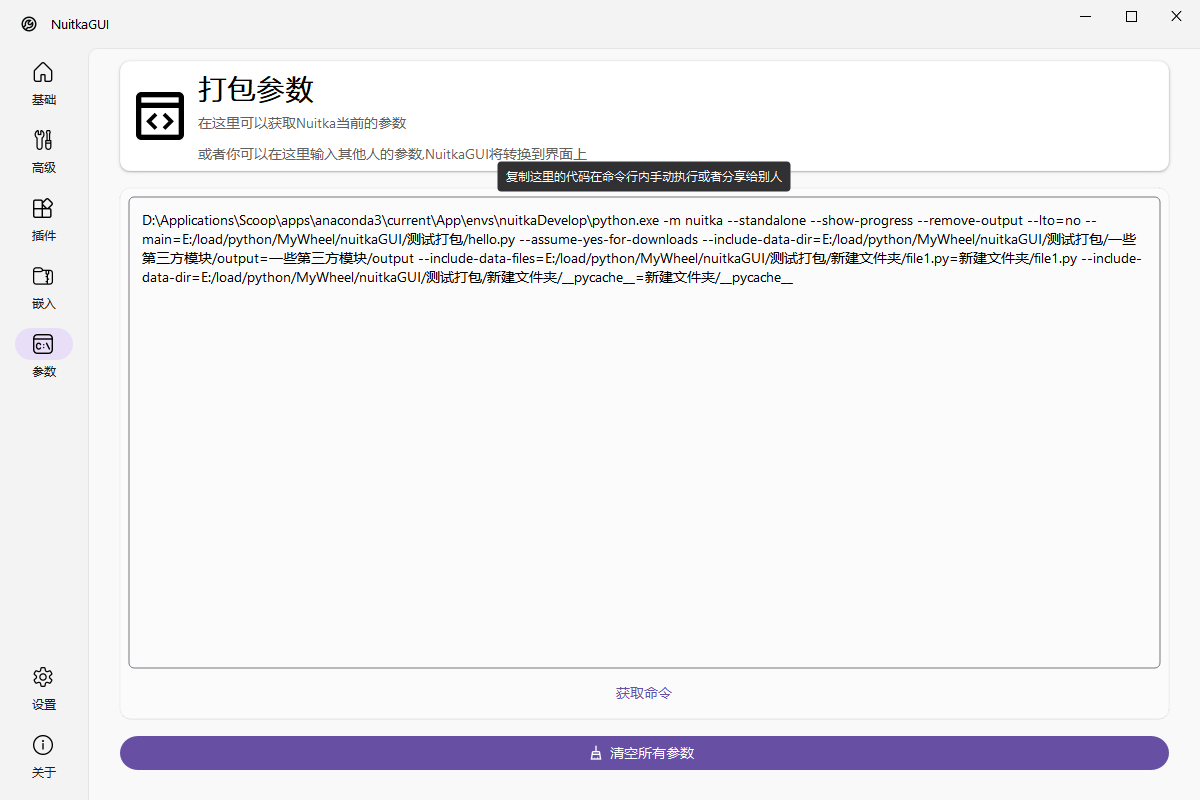 NuitkaGUI
基础
高级
插件
嵌入
参数
设置
关于
打包参数
在这里可以获取Nuitka当前的参数
或者你可以在这里输入其他人的参数,NuitkaGUI将转换到界面上
复制这里的代码在命令行内手动执行或者分享给别人
D:\Applications\Scoop\apps\anaconda3\current\App\envs\nuitkaDevelop\python.exe -m nuitka --standalone --show-progress --remove-output --lto=no --
main=E:/load/python/MyWheel/nuitkaGUI/测试打包/hello.py --assume-yes-for-downloads --include-data-dir=E:/load/python/MyWheel/nuitkaGUI/测试打包/一些
第三方模块/output=一些第三方模块/output --include-data-files=E:/load/python/MyWheel/nuitkaGUI/测试打包/新建文件夹/file1.py=新建文件夹/file1.py --include-
data-dir=E:/load/python/MyWheel/nuitkaGUI/测试打包/新建文件夹/__pycache__=新建文件夹/__pycache__
获取命令
清空所有参数